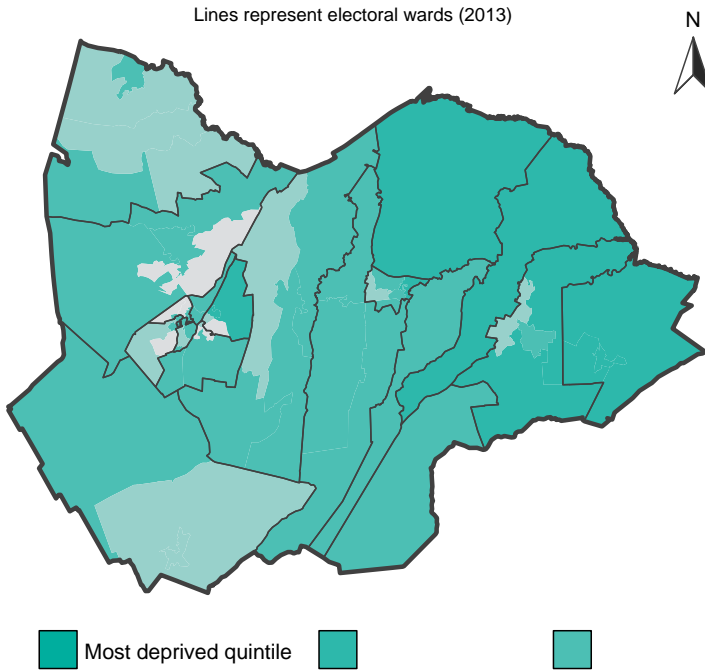 Lines represent electoral wards (2013)
N
Most deprived quintile